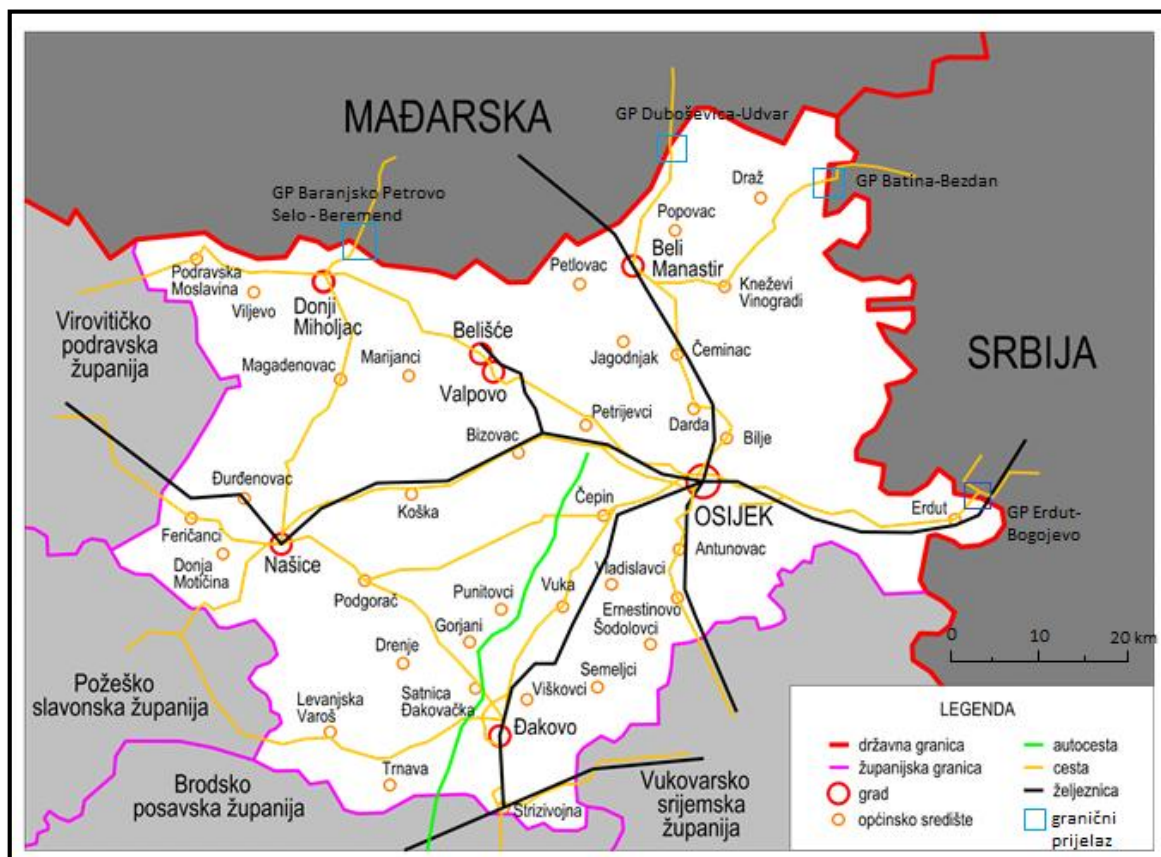 MAĐARSKA
GP Duboševica-Udvar
GP Batina-Bezdan
GP Baranjsko Petrovo
Selo - Beremend
Draž
Popovac
Beli
Manastir
Petlovac
Kneževi
Vinogradi
Podravska
Moslavina
Viljevo
Donji
Miholjac
Virovitičko
podravska
županija
Belišće
Valpovo
Jagodnjak
Čeminac
SRBIJA
Magadenovac
Marijanci
Petrijevci
Darda
Bilje
Bizovac
Đurđenovac
Koška
Čepin
OSIJEK
Erdut
GP Erdut-
Bogojevo
Feričanci
Donja
Motičina
Našice
Antunovac
Podgorač
Punitovci
Vuka
Vladislavci
Ernestinovo
Šodolovci
Gorjani
Drenje
Semeljci
Satnica
Đakovačka
Viškovci
Požeško
slavonska županija
Levanjska
Varoš
Đakovo
Trnava
Strizivojna
Brodsko
posavska županija
Vukovarsko
srijemska
županija
0 10 20 km
LEGENDA
državna granica
županijska granica
grad
općinsko središte
autocesta
cesta
željeznica
granični
prijelaz